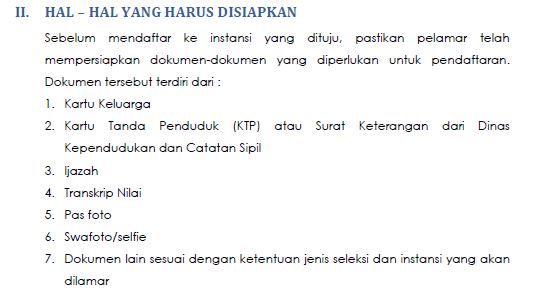 II. HAL – HAL YANG HARUS DISIAPKAN
Sebelum mendaftar ke instansi yang dituju, pastikan pelamar telah
mempersiapkan dokumen-dokumen yang diperlukan untuk pendaftaran.
Dokumen tersebut terdiri dari :
1. Kartu Keluarga
2. Kartu Tanda Penduduk (KTP) atau Surat Keterangan dari Dinas
Kependudukan dan Catatan Sipil
3. Ijazah
4. Transkrip Nilai
5. Pas foto
6. Swafoto/selfie
7. Dokumen lain sesuai dengan ketentuan jenis seleksi dan instansi yang akan
dilamar